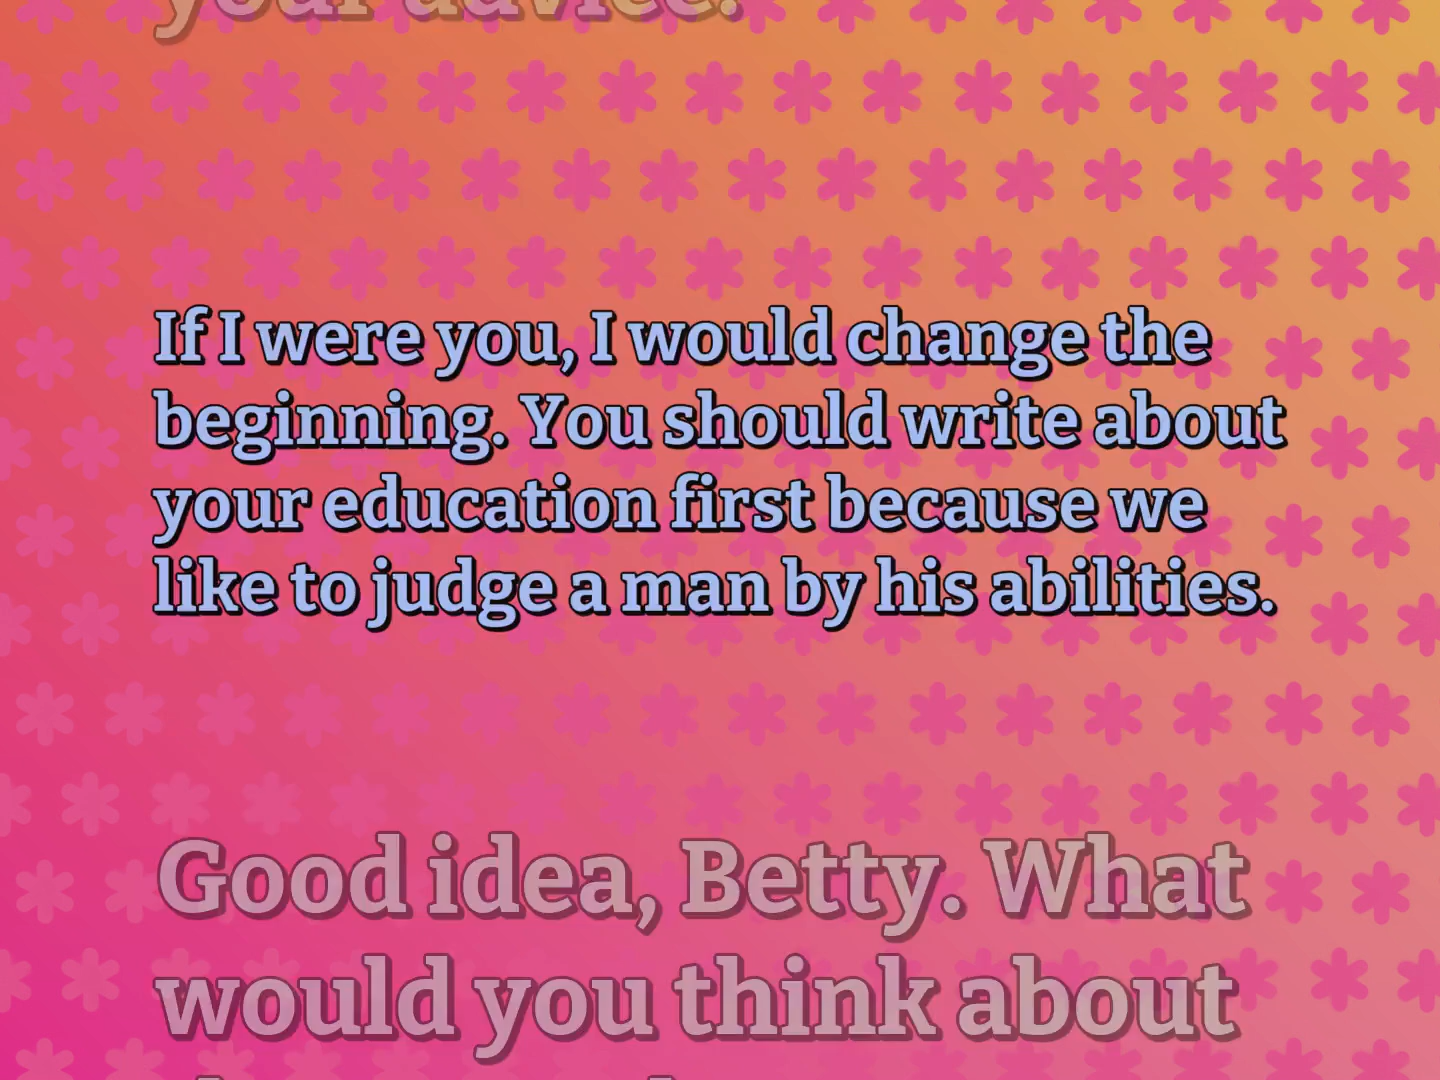 your advice.
If I were you, I would change the
beginning. You should write about
your education first because we
like to judge a man by his abilities.
Good idea, Betty. What
would you think about